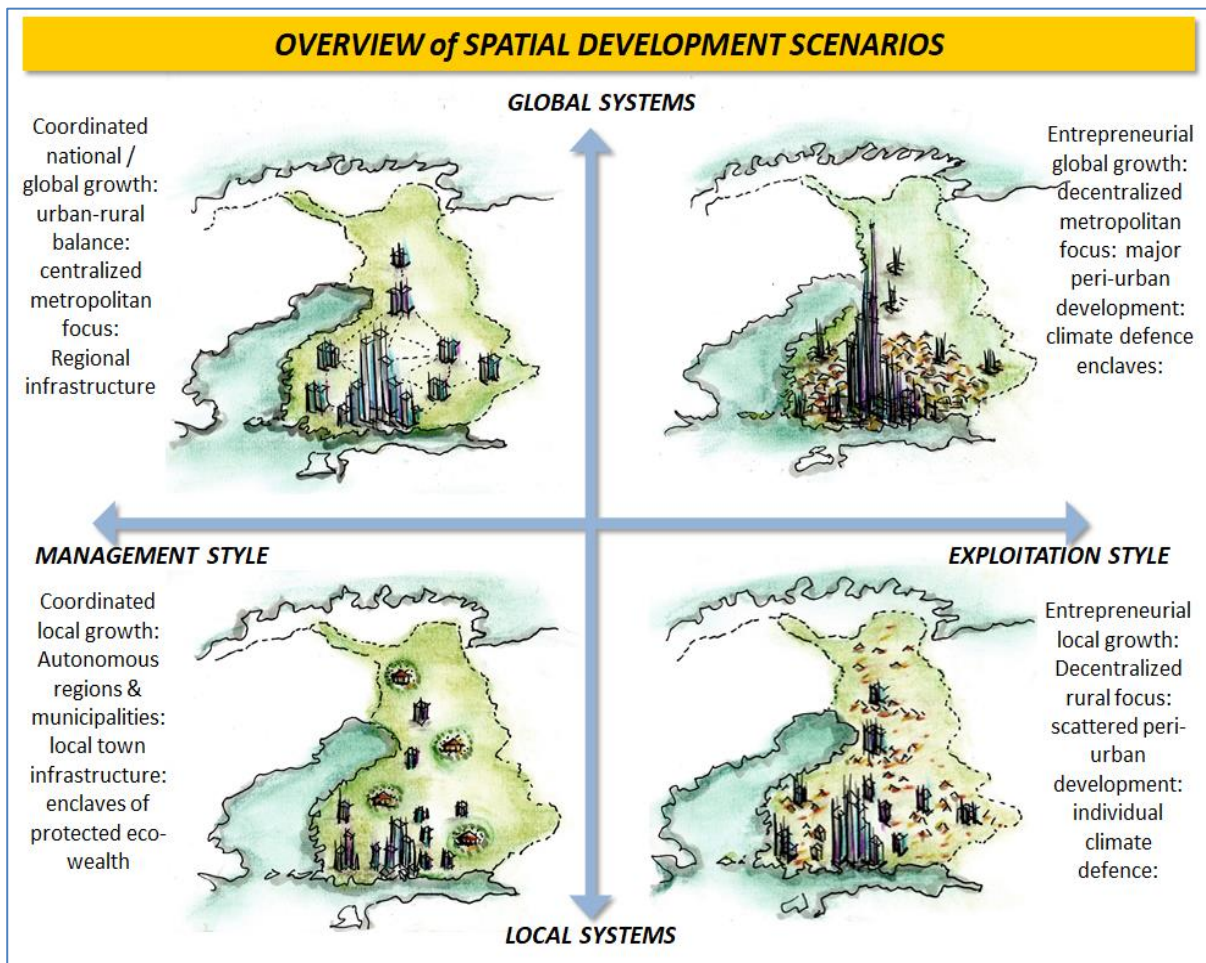 OVERVIEW of SPATIAL DEVELOPMENT SCENARIOS
GLOBAL SYSTEMS
Coordinated
national /
global growth:
urban-rural
balance:
centralized
metropolitan
focus:
Regional
infrastructure
Entrepreneurial
global growth:
decentralized
metropolitan
focus: major
peri-urban
development:
climate defence
enclaves:
MANAGEMENT STYLE
EXPLOITATION STYLE
Coordinated
local growth:
Autonomous
regions &
municipalities:
local town
infrastructure:
enclaves of
protected eco-
wealth
Entrepreneurial
local growth:
Decentralized
rural focus:
scattered peri-
urban
development:
individual
climate
defence:
LOCAL SYSTEMS